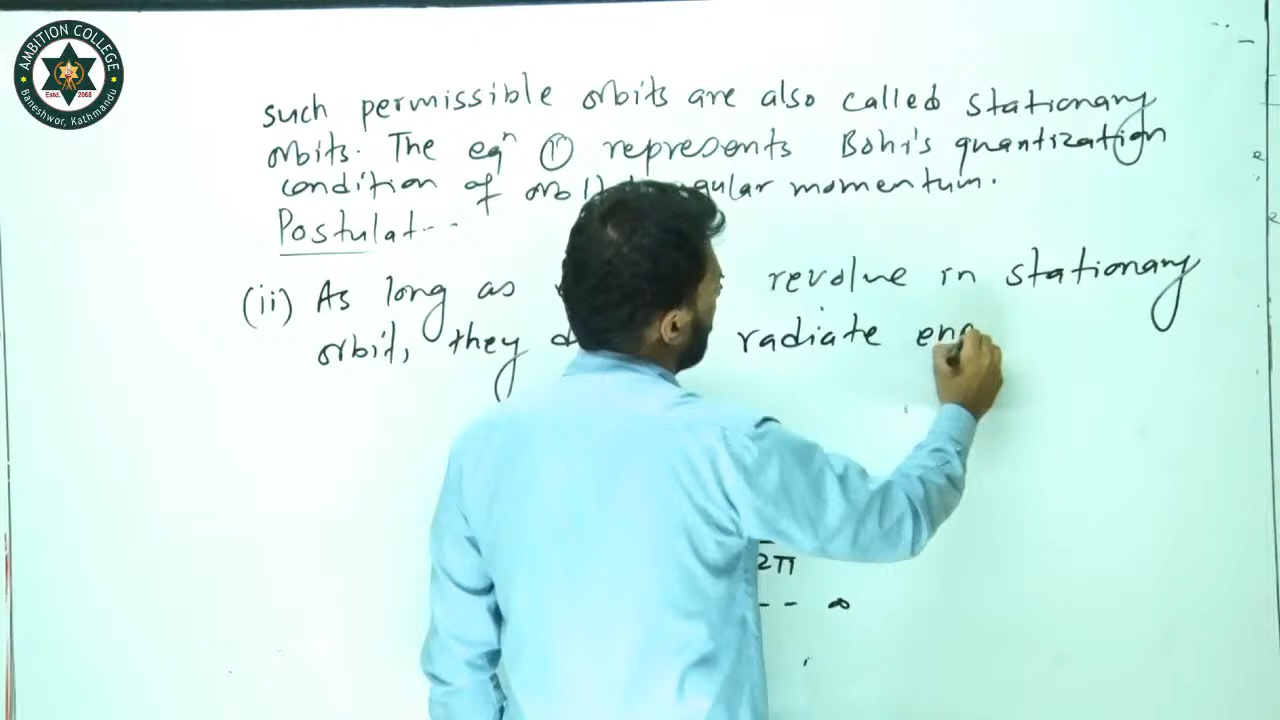 AMBITION COLLEGE
Estd. 2068
Baneshwor, Kathmandu
such permissible orbits are also called stationary
orbits. The eqⁿ ① represents Bohr's quantization
condition of orbital angular momentum.
Postulat---
(ii) As long as revolve in stationary
orbit, they radiate ene
2π
-- ∞